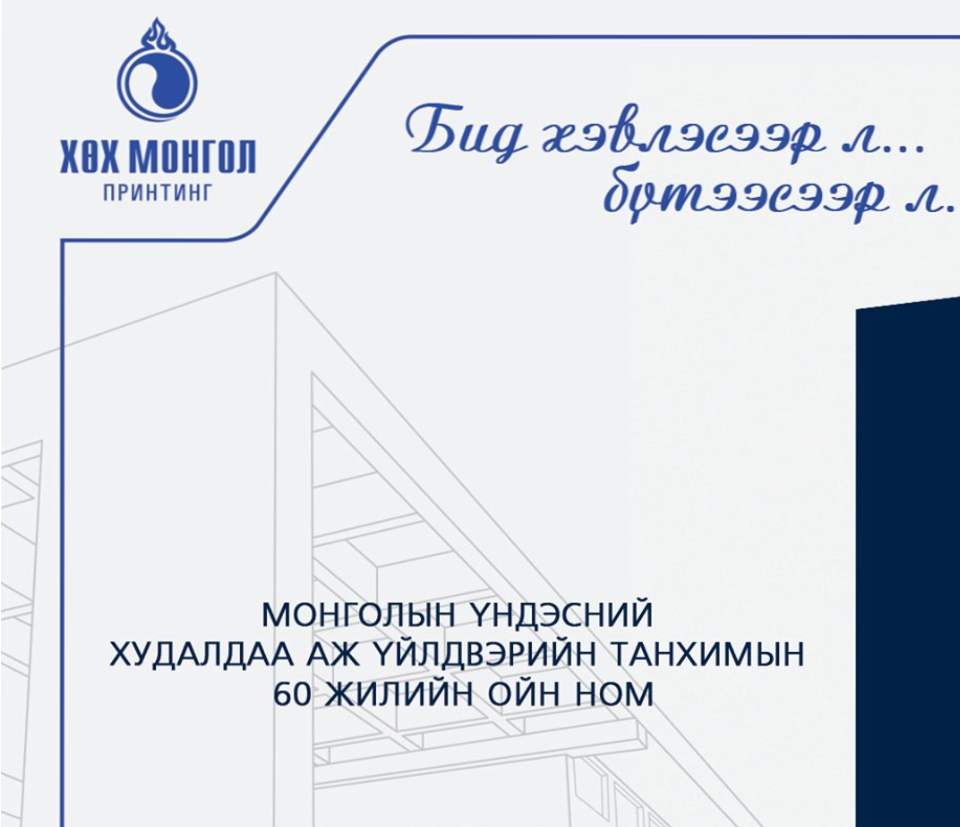 ХӨХ МОНГОЛ
ПРИНТИНГ
Бид хэвлэсээр л...
бүтээсээр л..
МОНГОЛЫН ҮНДЭСНИЙ
ХУДАЛДАА АЖ ҮЙЛДВЭРИЙН ТАНХИМЫН
60 ЖИЛИЙН ОЙН НОМ